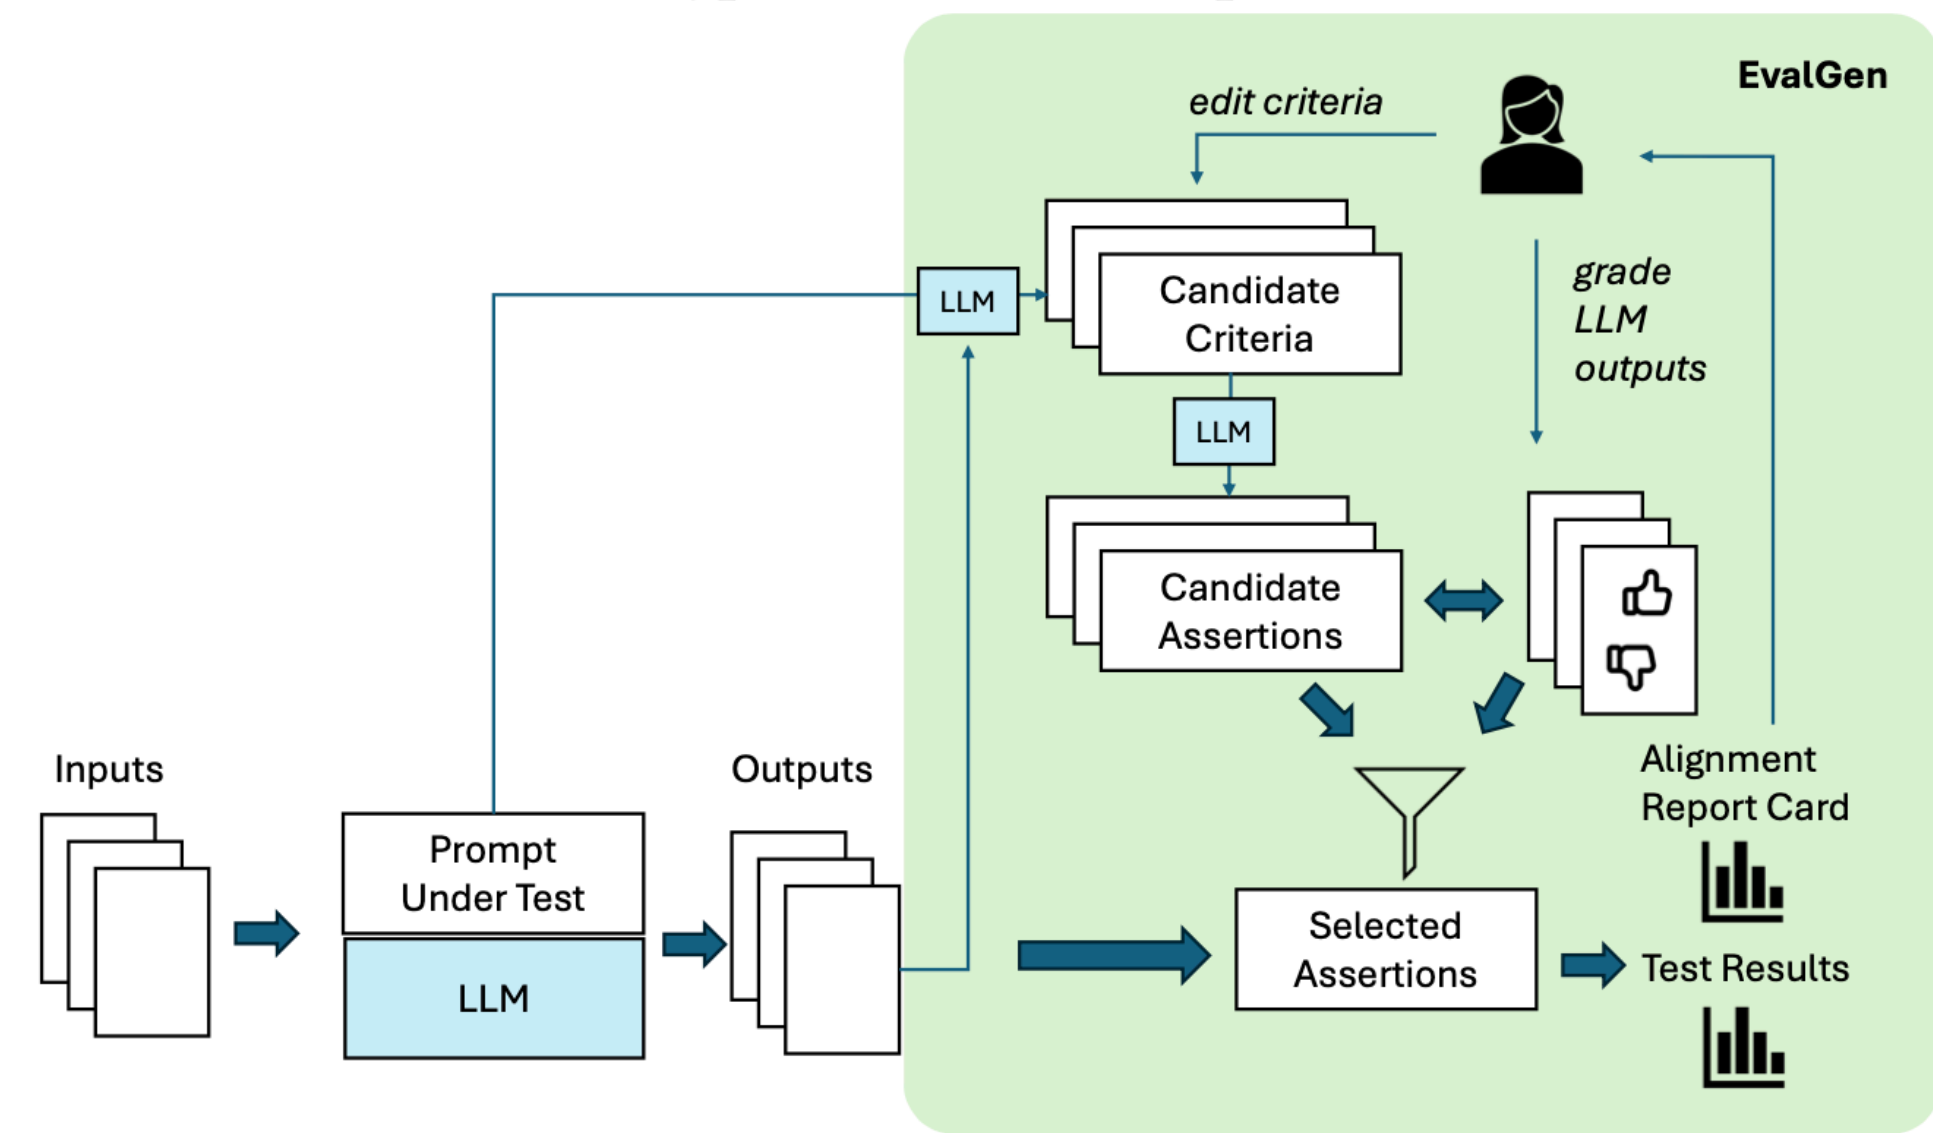 EvalGen
edit criteria
grade
LLM
outputs
LLM
Candidate
Criteria
LLM
Candidate
Assertions
Inputs
Outputs
Alignment
Report Card
Prompt
Under Test
LLM
Selected
Assertions
Test Results